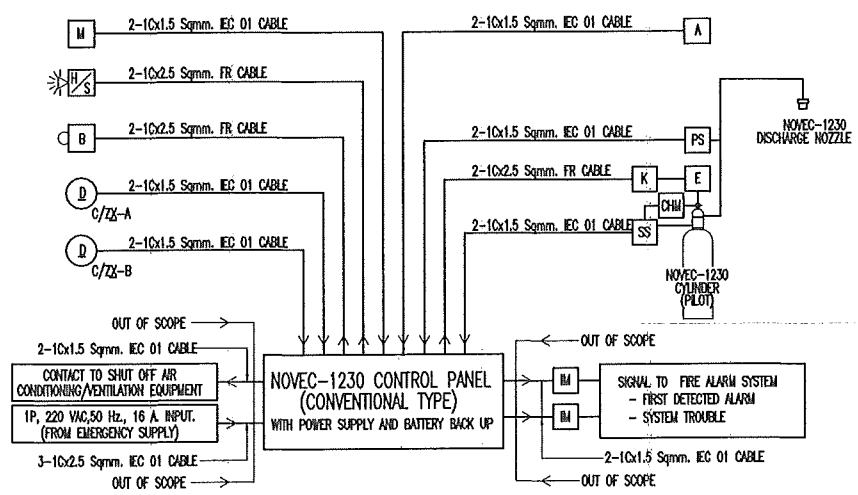 M
2-1Cx1.5 Sqmm. IEC 01 CABLE
2-1Cx1.5 Sqmm. IEC 01 CABLE
A
H/S
2-1Cx2.5 Sqmm. FR CABLE
NOVEC-1230
DISCHARGE NOZZLE
B
2-1Cx2.5 Sqmm. FR CABLE
2-1Cx1.5 Sqmm. IEC 01 CABLE
PS
2-1Cx2.5 Sqmm. FR CABLE
K
E
D
C/ZX-A
2-1Cx1.5 Sqmm. IEC 01 CABLE
CHM
2-1Cx1.5 Sqmm. IEC 01 CABLE
SS
D
C/ZX-B
2-1Cx1.5 Sqmm. IEC 01 CABLE
NOVEC-1230
CYLINDER
(PILOT)
OUT OF SCOPE
2-1Cx1.5 Sqmm. IEC 01 CABLE
CONTACT TO SHUT OFF AIR
CONDITIONING/VENTILATION EQUIPMENT
1P, 220 VAC,50 Hz., 16 A. INPUT.
(FROM EMERGENCY SUPPLY)
3-1Cx2.5 Sqmm. IEC 01 CABLE
OUT OF SCOPE
NOVEC-1230 CONTROL PANEL
(CONVENTIONAL TYPE)
WITH POWER SUPPLY AND BATTERY BACK UP
OUT OF SCOPE
IM
IM
SIGNAL TO FIRE ALARM SYSTEM
- FIRST DETECTED ALARM
- SYSTEM TROUBLE
2-1Cx1.5 Sqmm. IEC 01 CABLE
OUT OF SCOPE